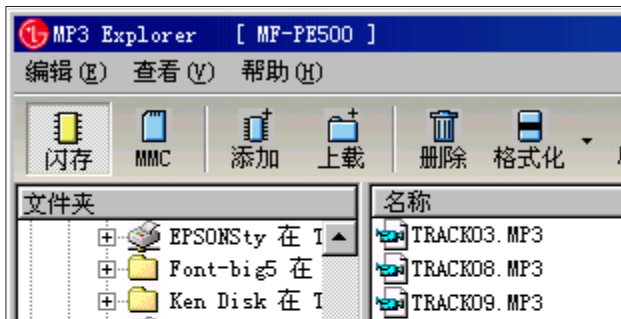 MP3 Explorer [ MF-PE500 ]
编辑(E) 查看(V) 帮助(H)
闪存 MMC 添加 上载 删除 格式化
文件夹 名称
EPSONSty 在 TRACK03.MP3
Font-big5 在 TRACK08.MP3
Ken Disk 在 TRACK09.MP3